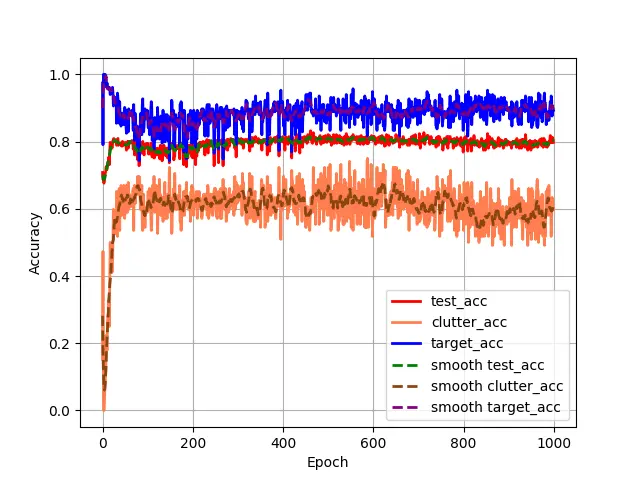 1.0
0.8
0.6
0.4
0.2
0.0
Accuracy
test_acc
clutter_acc
target_acc
smooth test_acc
smooth clutter_acc
smooth target_acc
0 200 400 600 800 1000
Epoch